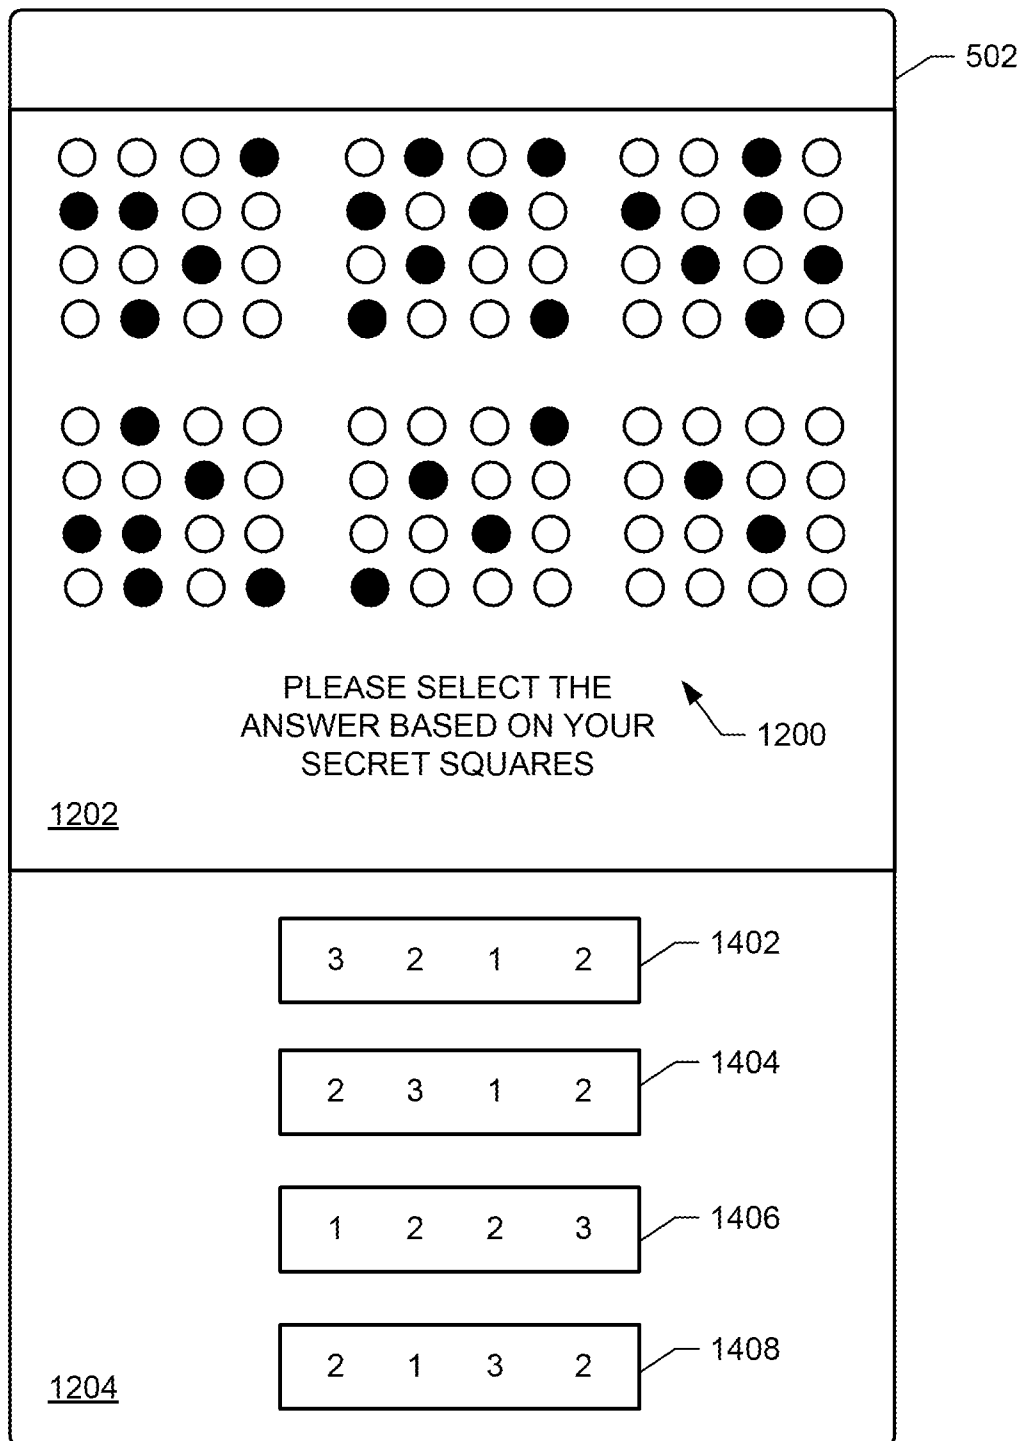 502
PLEASE SELECT THE
ANSWER BASED ON YOUR
SECRET SQUARES
1200
1202
3 2 1 2
1402
2 3 1 2
1404
1 2 2 3
1406
2 1 3 2
1408
1204